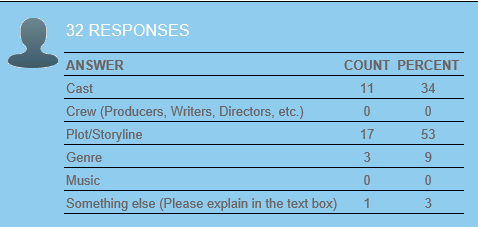 32 RESPONSES
ANSWER COUNT PERCENT
Cast 11 34
Crew (Producers, Writers, Directors, etc.) 0 0
Plot/Storyline 17 53
Genre 3 9
Music 0 0
Something else (Please explain in the text box) 1 3